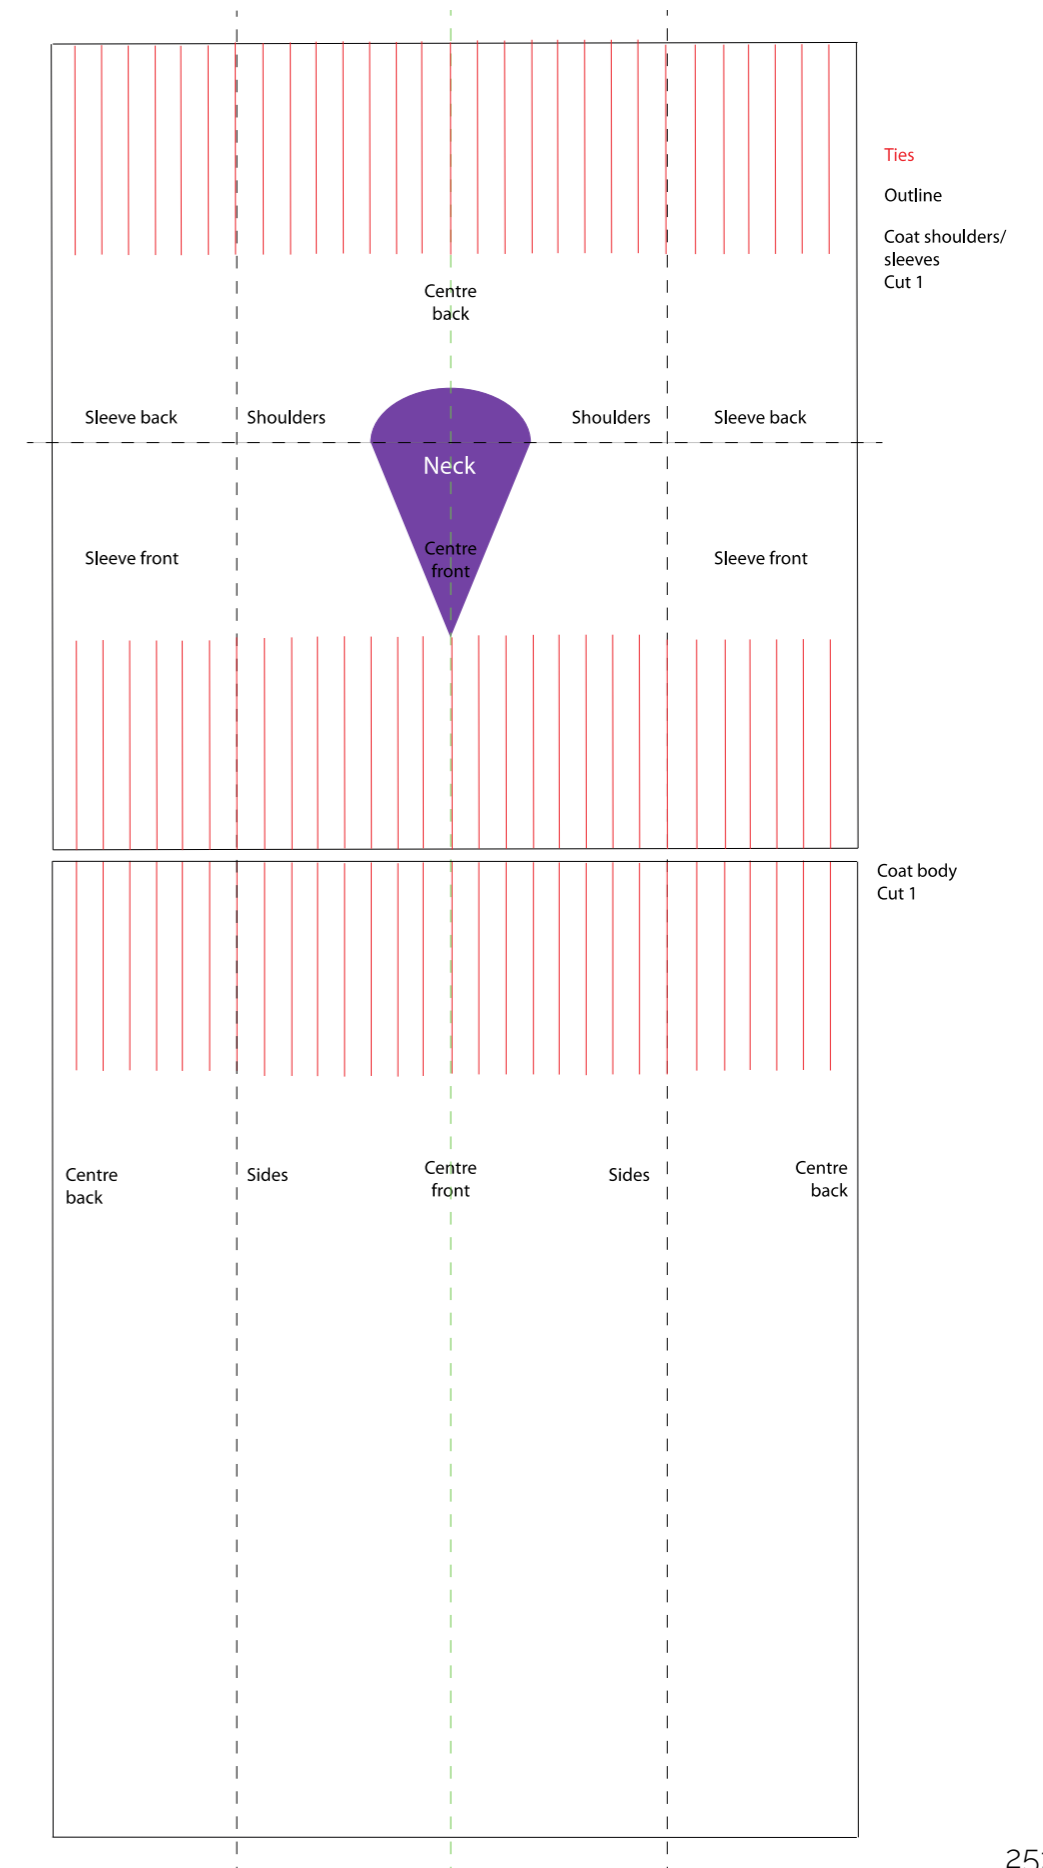 Ties
Outline
Coat shoulders/
sleeves
Cut 1
Centre
back
Sleeve back
Shoulders
Shoulders
Sleeve back
Neck
Sleeve front
Centre
front
Sleeve front
Coat body
Cut 1
Centre
back
Sides
Centre
front
Sides
Centre
back